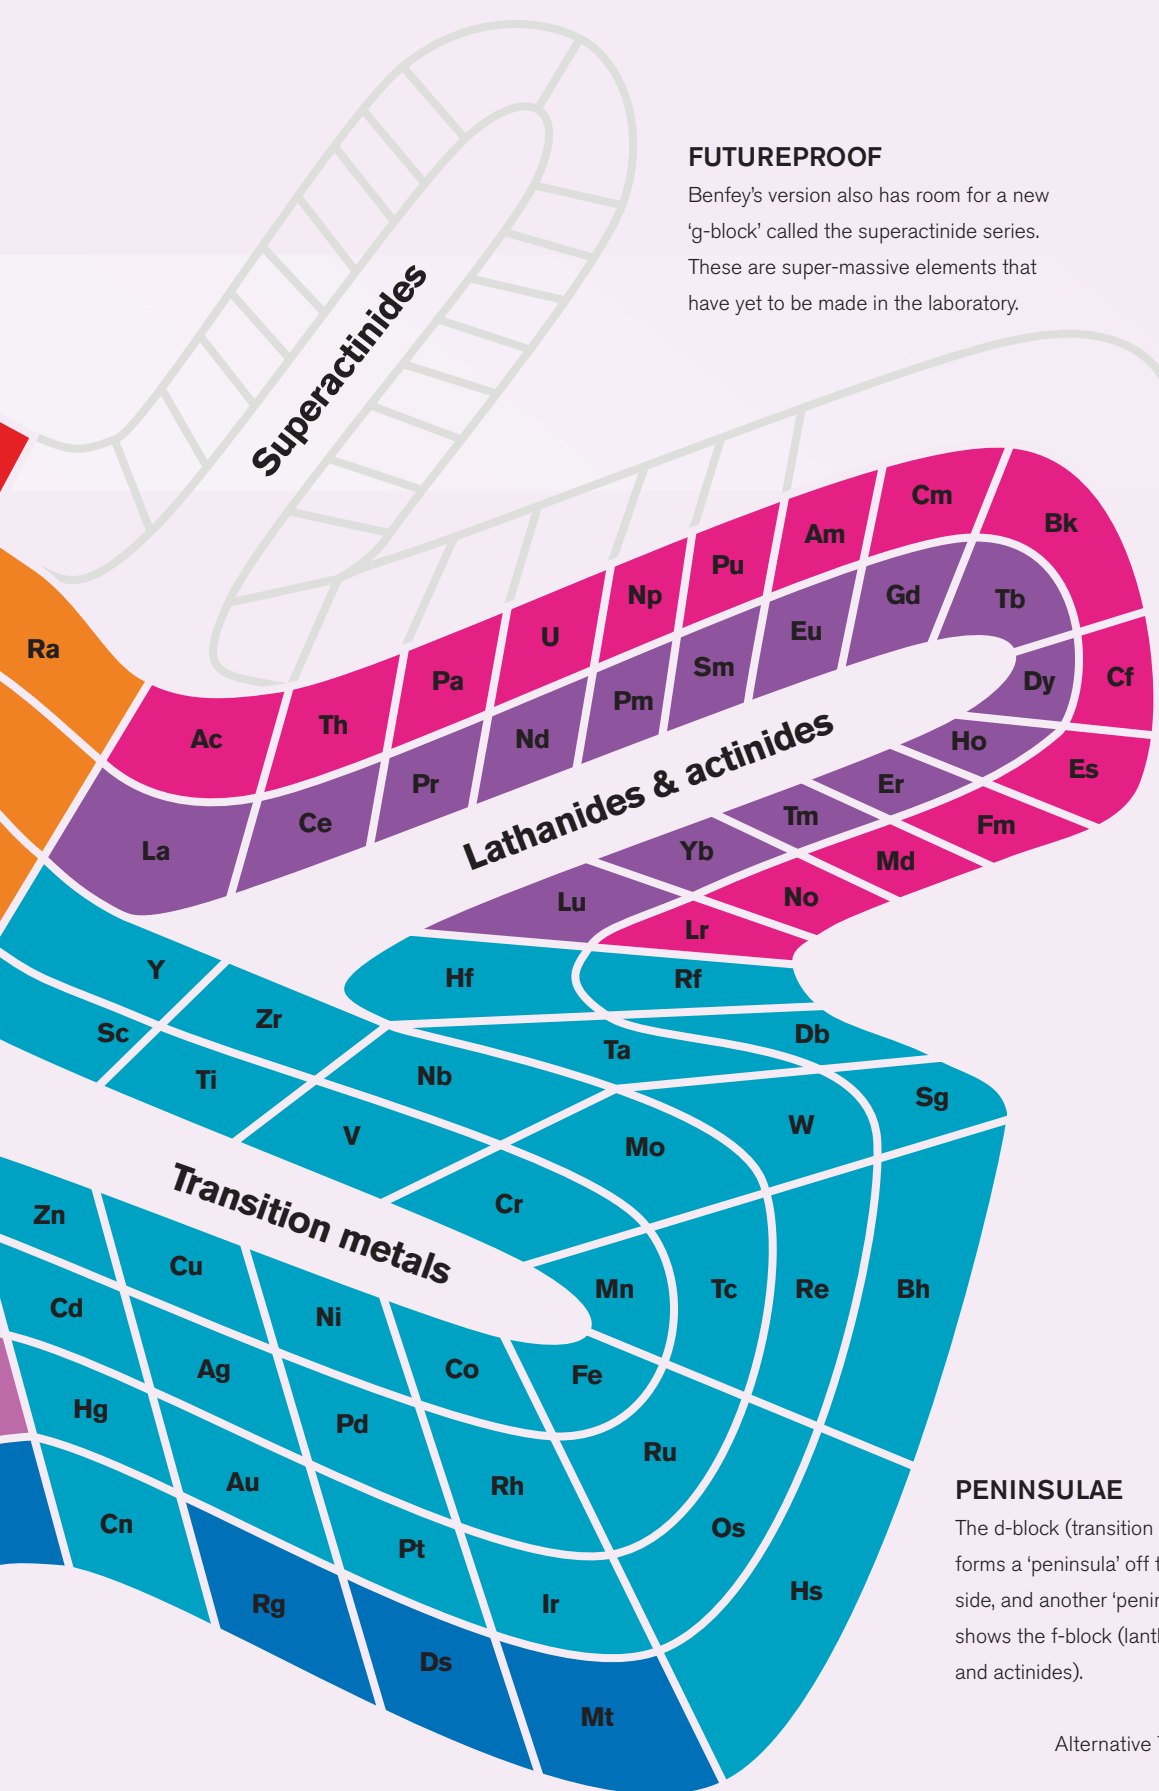 FUTUREPROOF
Benfey's version also has room for a new
'g-block' called the superactinide series.
These are super-massive elements that
have yet to be made in the laboratory.
Superactinides
Ra
Ac
Th
Pa
U
Np
Pu
Am
Cm
Bk
Cf
Es
Fm
Md
No
Lr
La
Ce
Pr
Nd
Pm
Sm
Eu
Gd
Tb
Dy
Ho
Er
Tm
Yb
Lu
Lathanides & actinides
Hf
Rf
Y
Zr
Sc
Ti
Nb
V
Ta
Db
Sg
W
Mo
Cr
Transition metals
Mn
Tc
Re
Bh
Zn
Cu
Ni
Co
Fe
Cd
Ag
Pd
Rh
Ru
Hg
Au
Pt
Ir
Os
Hs
Cn
Rg
Ds
Mt
PENINSULAE
The d-block (transition
forms a 'peninsula' off
side, and another
shows the f-block
and actinides).
Alternative